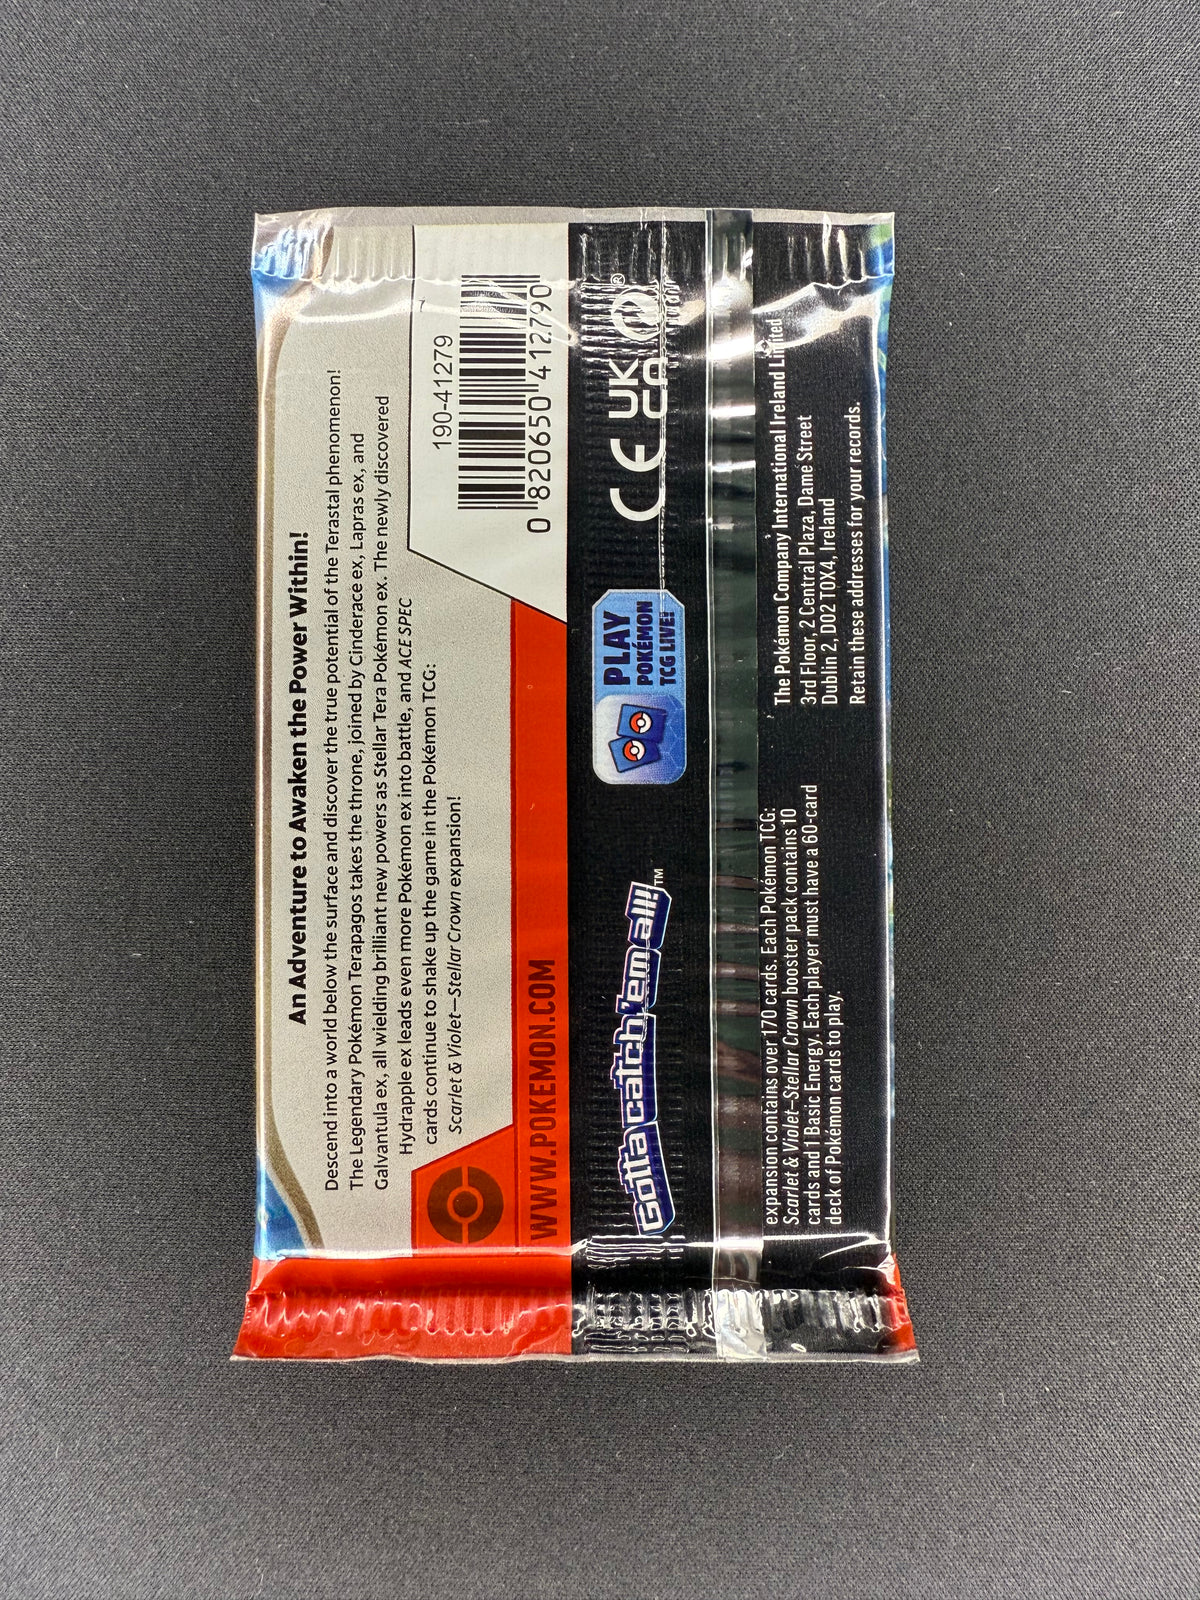 An Adventure to Awaken the Power Within!
Descend into a world below the surface and discover the true potential of the Terastal phenomenon!
The Legendary Pokémon Terapagos takes the throne, joined by Cinderace ex, Lapras ex, and
Galvantula ex, all wielding brilliant new powers as Stellar Tera Pokémon ex. The newly discovered
Hydrapple ex leads even more Pokémon ex into battle, and ACE SPEC
cards continue to shake up the game in the Pokémon TCG:
Scarlet & Violet—Stellar Crown expansion!
190-41279
0 820650 412790
WWW.POKEMON.COM
Gotta catch 'em all!™
PLAY
POKÉMON
TCG LIVE!
CE
UK
CA
®
expansion contains over 170 cards. Each Pokémon TCG:
Scarlet & Violet—Stellar Crown booster pack contains 10
cards and 1 Basic Energy. Each player must have a 60-card
deck of Pokémon cards to play.
The Pokémon Company International Ireland Limited
3rd Floor, 2 Central Plaza, Dame Street
Dublin 2, D02 T0X4, Ireland
Retain these addresses for your records.